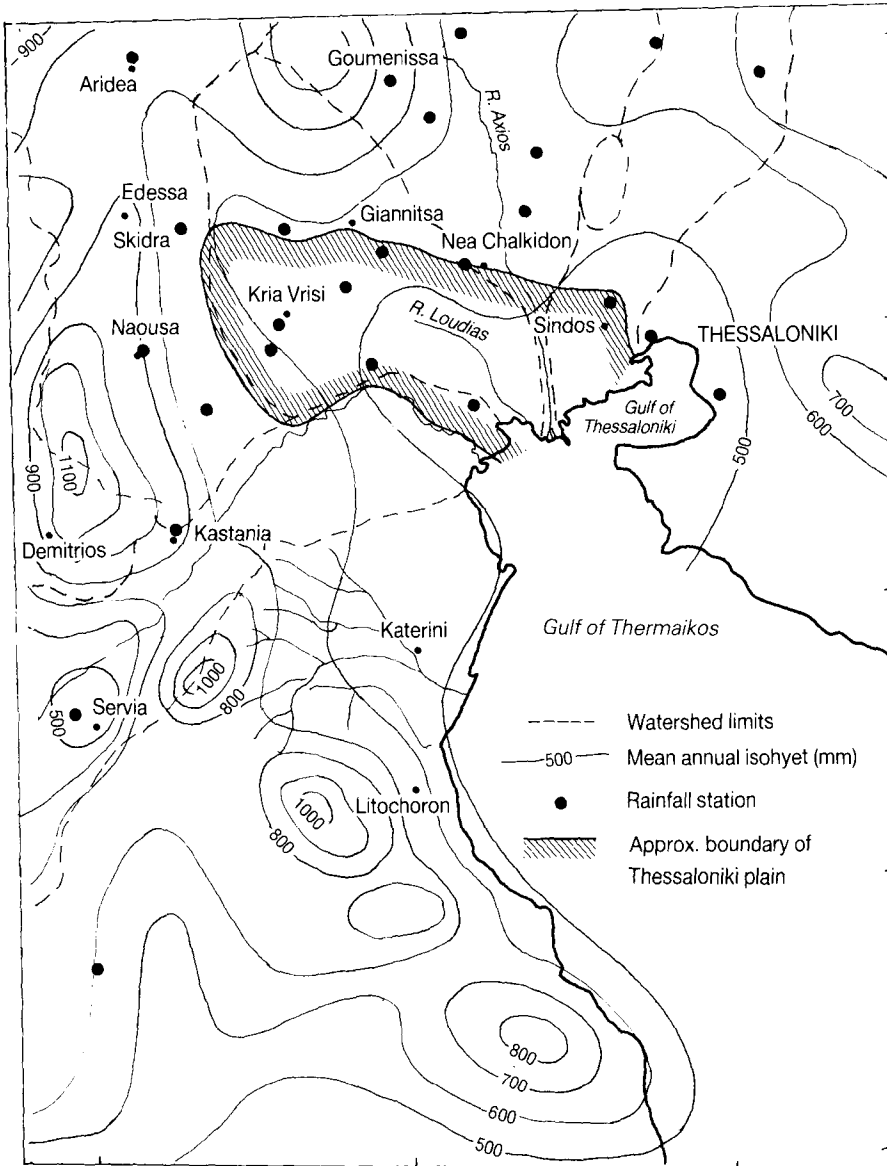 900
Aridea
Goumenissa
R. Axios
Edessa
Skidra
Giannitsa
Nea Chalkidon
Kria Vrisi
R. Loudias
Sindos
THESSALONIKI
Naousa
Gulf of
Thessaloniki
700
600
500
900
1100
Demitrios
Kastania
Katerini
Gulf of Thermaikos
1000
800
500
Servia
Litochoron
1000
800
Watershed limits
500 Mean annual isohyet (mm)
Rainfall station
Approx. boundary of
Thessaloniki plain
800
700
600
500